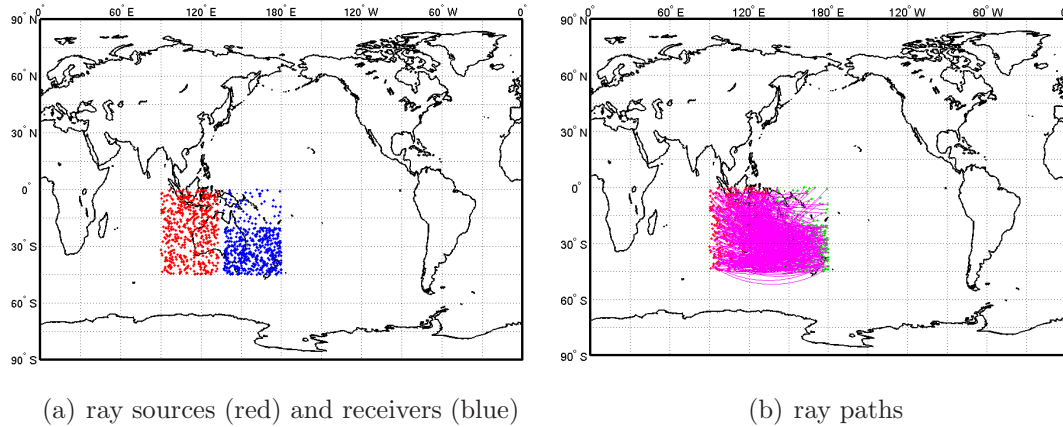 0° 60° E 120° E 180° E 120° W 60° W 0°
90° N
60° N
30° N
0°
30° S
60° S
90° S
(a) ray sources (red) and receivers (blue)
0° 60° E 120° E 180° E 120° W 60° W
90° N
60° N
30° N
0°
30° S
60° S
90° S
(b) ray paths